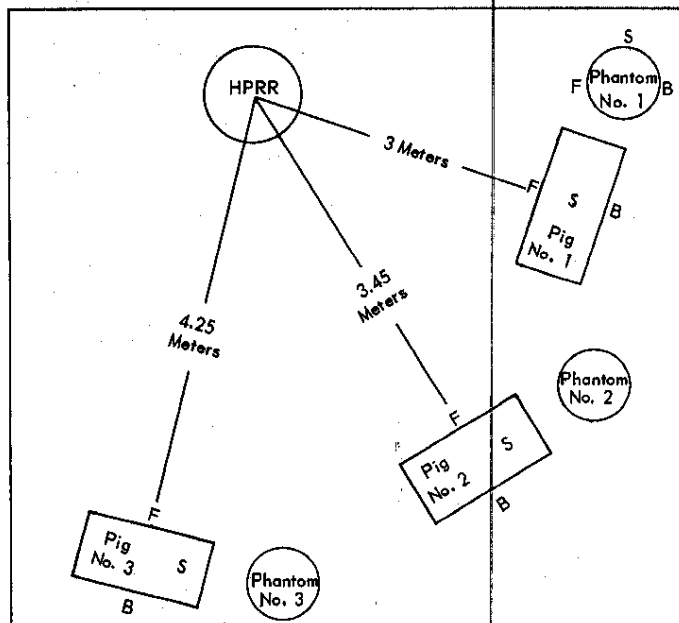 HPRR
S
F
Phantom
No. 1
B
3 Meters
F
S
B
Pig
No. 1
3.45
Meters
4.25
Meters
Phantom
No. 2
F
S
Pig
No. 2
B
F
Pig
No. 3
S
B
Phantom
No. 3